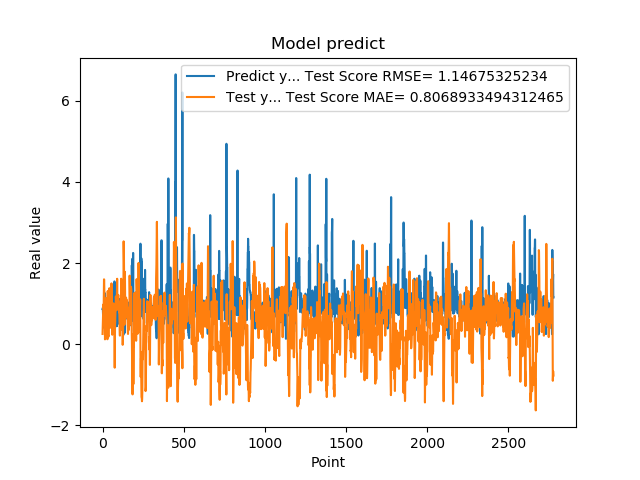 Model predict
Predict y... Test Score RMSE= 1.14675325234
Test y... Test Score MAE= 0.8068933494312465
Real value
6
4
2
0
−2
0 500 1000 1500 2000 2500
Point